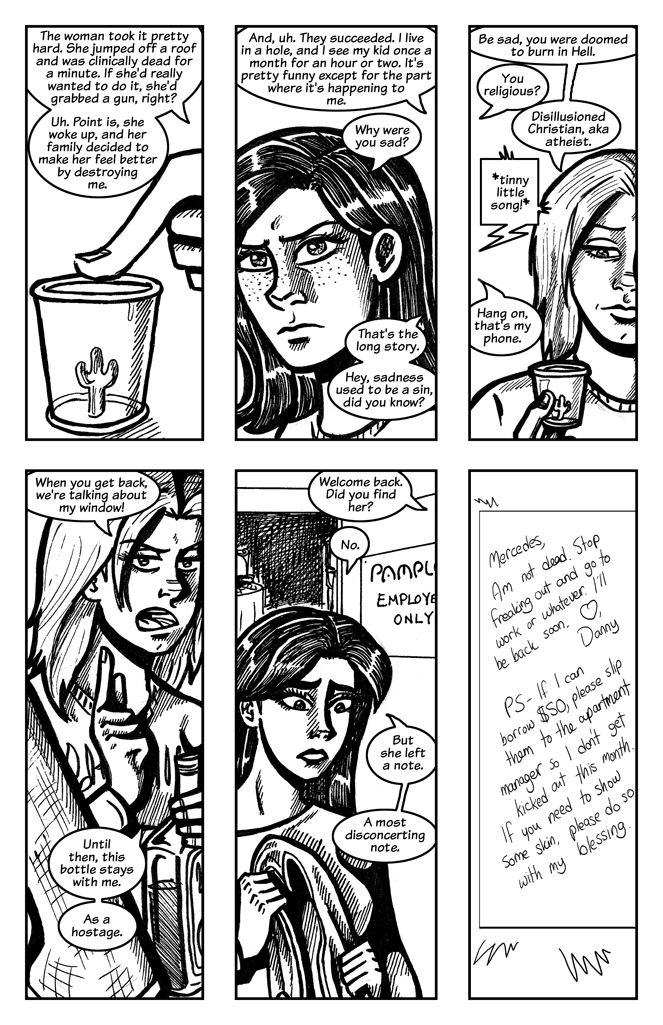 The woman took it pretty
hard. She jumped off a roof
and was clinically dead for
a minute. If she'd really
wanted to do it, she'd
grabbed a gun, right?
Uh. Point is, she
woke up, and her
family decided to
make her feel better
by destroying
me.
And, uh. They succeeded. I live
in a hole, and I see my kid once a
month for an hour or two. It's
pretty funny except for the part
where it's happening to
me.
Why were
you sad?
That's the
long story.
Hey, sadness
used to be a sin,
did you know?
Be sad, you were doomed
to burn in Hell.
You
religious?
Disillusioned
Christian, aka
atheist.
*tinny
little
song!*
Hang on,
that's my
phone.
When you get back,
we're talking about
my window!
Until
then, this
bottle stays
with me.
As a
hostage.
Welcome back.
Did you find
her?
No.
PAMPL
EMPLOYE
ONLY
But
she left
a note.
A most
disconcerting
note.
Mercedes,
Am not dead. Stop
freaking out and go to
work or whatever. I'll
be back soon. ♡,
Danny
PS- If I can
borrow $50, please slip
them to the apartment
manager so I don't get
kicked out this month.
If you need to show
some skin, please do so
with my blessing.